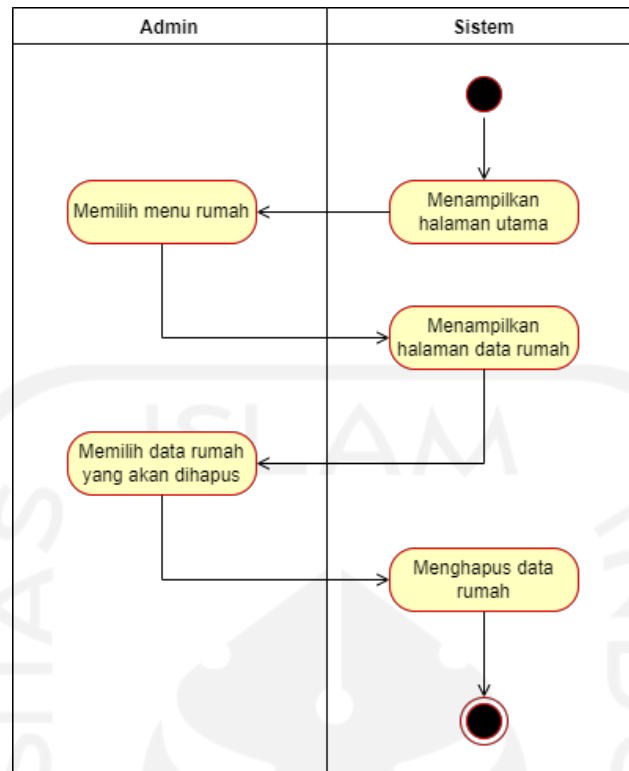 Admin
Sistem
Menampilkan
halaman utama
Memilih menu rumah
Menampilkan
halaman data rumah
Memilih data rumah
yang akan dihapus
Menghapus data
rumah
ISLAM